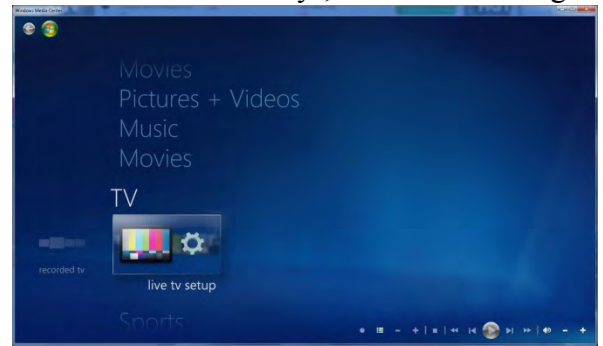 Windows Media Center
Movies
Pictures + Videos
Music
Movies
TV
recorded tv
live tv setup
Sports